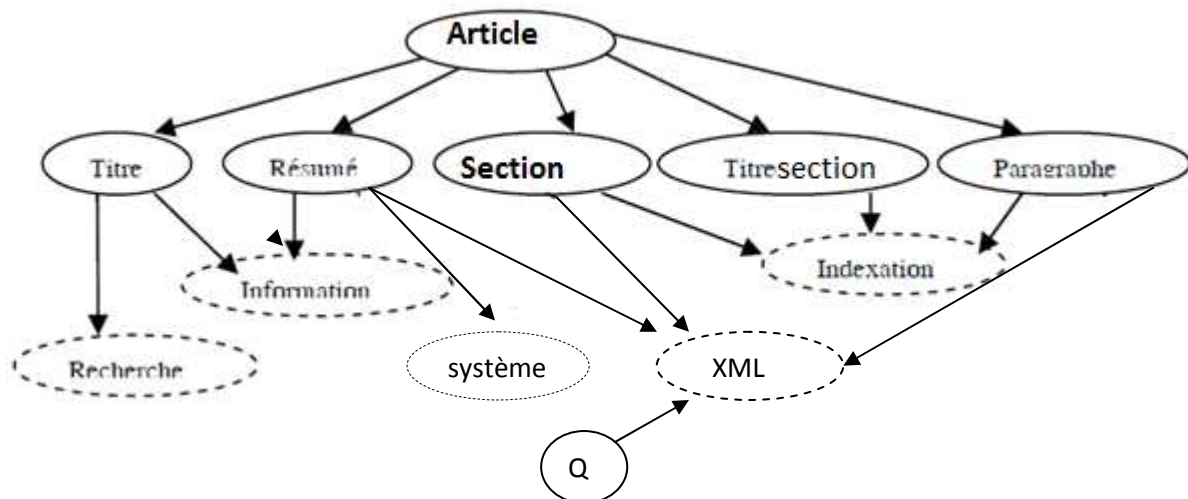 Article
Titre
Résumé
Section
Titresection
Paragraphe
Information
Indexation
Recherche
système
XML
Q